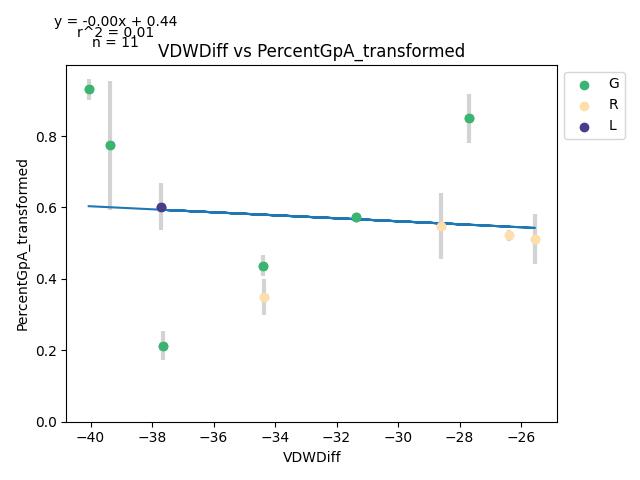 y = -0.00x + 0.44
r^2 = 0.01
n = 11
VDWDiff vs PercentGpA_transformed
G
R
L
PercentGpA_transformed
0.8
0.6
0.4
0.2
0.0
−40
−38
−36
−34
−32
−30
−28
−26
VDWDiff